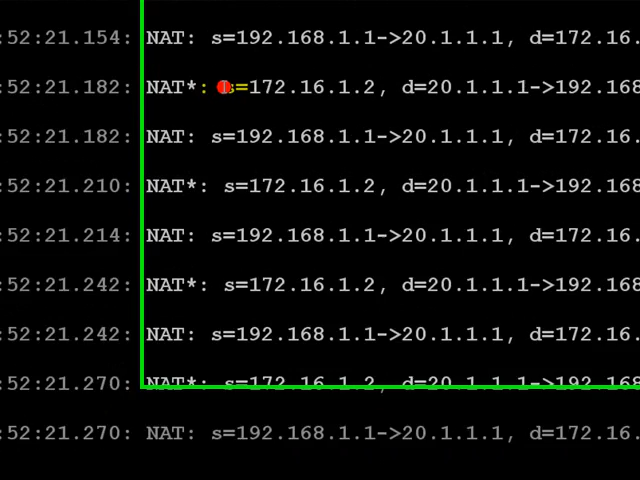 :52:21.154: NAT: s=192.168.1.1->20.1.1.1, d=172.16.
:52:21.182: NAT*: s=172.16.1.2, d=20.1.1.1->192.168
:52:21.182: NAT: s=192.168.1.1->20.1.1.1, d=172.16.
:52:21.210: NAT*: s=172.16.1.2, d=20.1.1.1->192.168
:52:21.214: NAT: s=192.168.1.1->20.1.1.1, d=172.16.
:52:21.242: NAT*: s=172.16.1.2, d=20.1.1.1->192.168
:52:21.242: NAT: s=192.168.1.1->20.1.1.1, d=172.16.
:52:21.270: NAT*: s=172.16.1.2, d=20.1.1.1->192.168
:52:21.270: NAT: s=192.168.1.1->20.1.1.1, d=172.16.